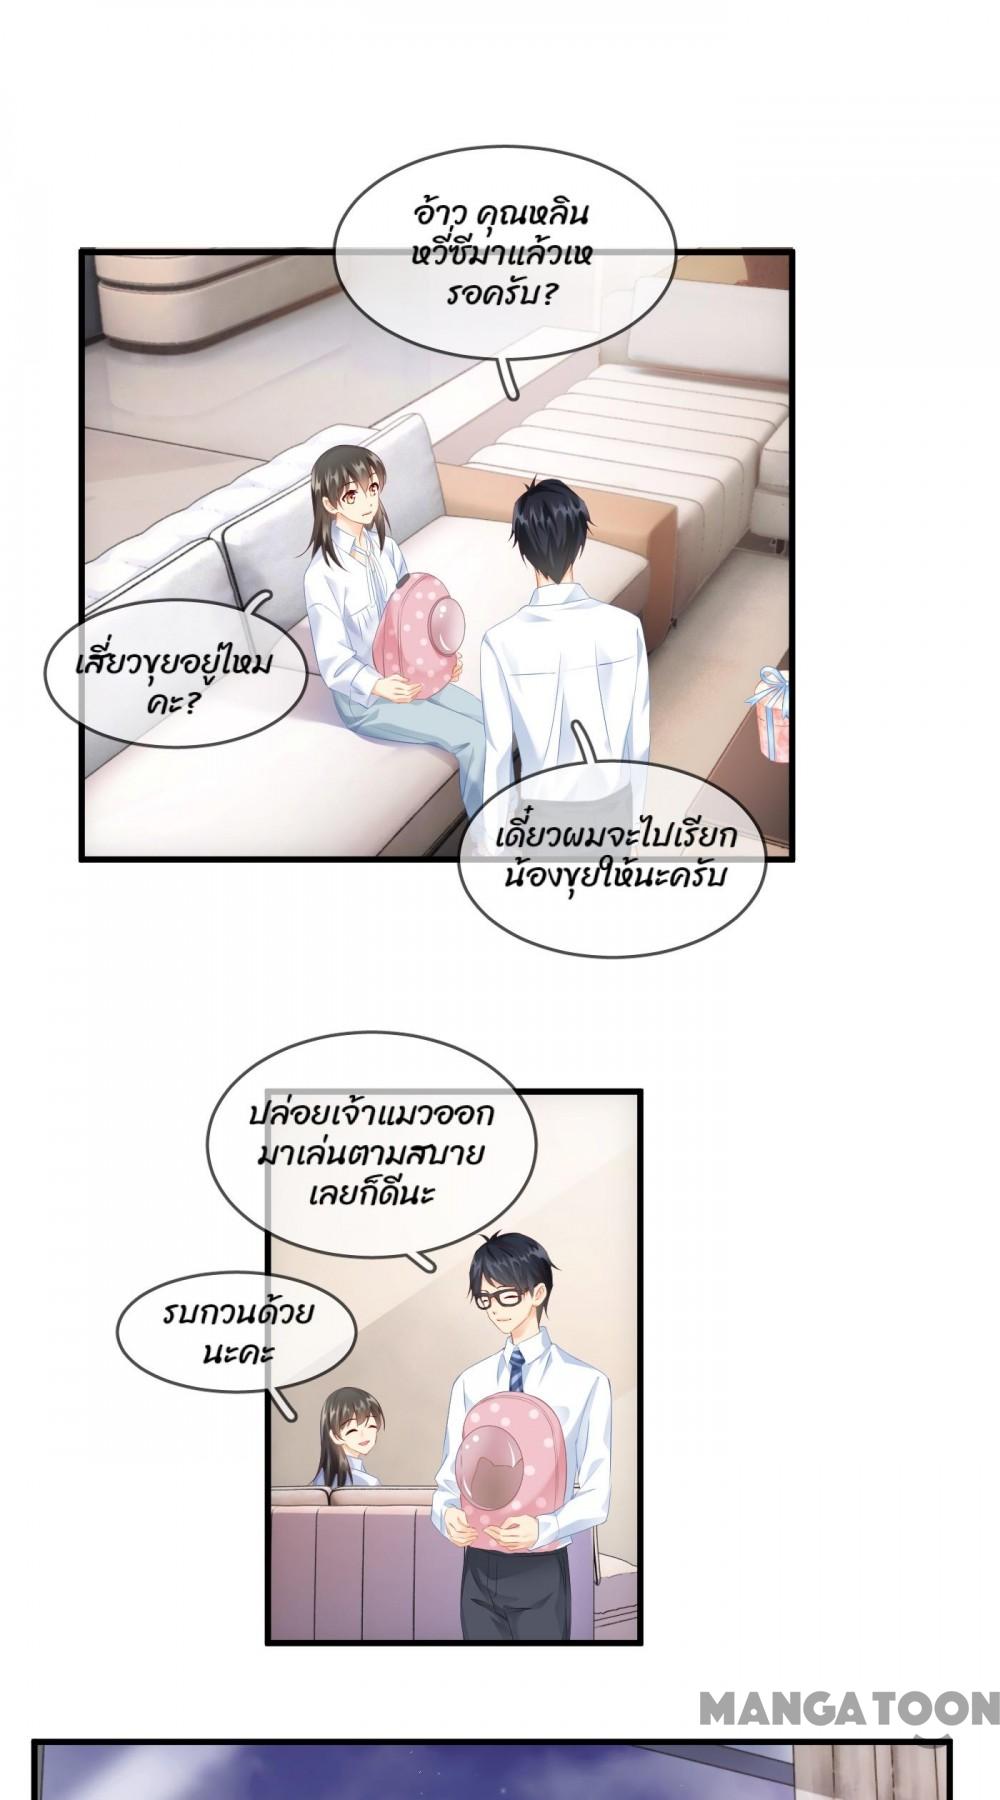 อ้าว คุณหลิน
หวี่ซีมาแล้วเห
รอครับ?
เสี่ยวขุยอยู่ไหม
คะ?
เดี๋ยวผมจะไปเรียก
น้องขุยให้นะครับ
ปล่อยเจ้าแมวออก
มาเล่นตามสบาย
เลยก็ดีนะ
รบกวนด้วย
นะคะ
MANGATOON